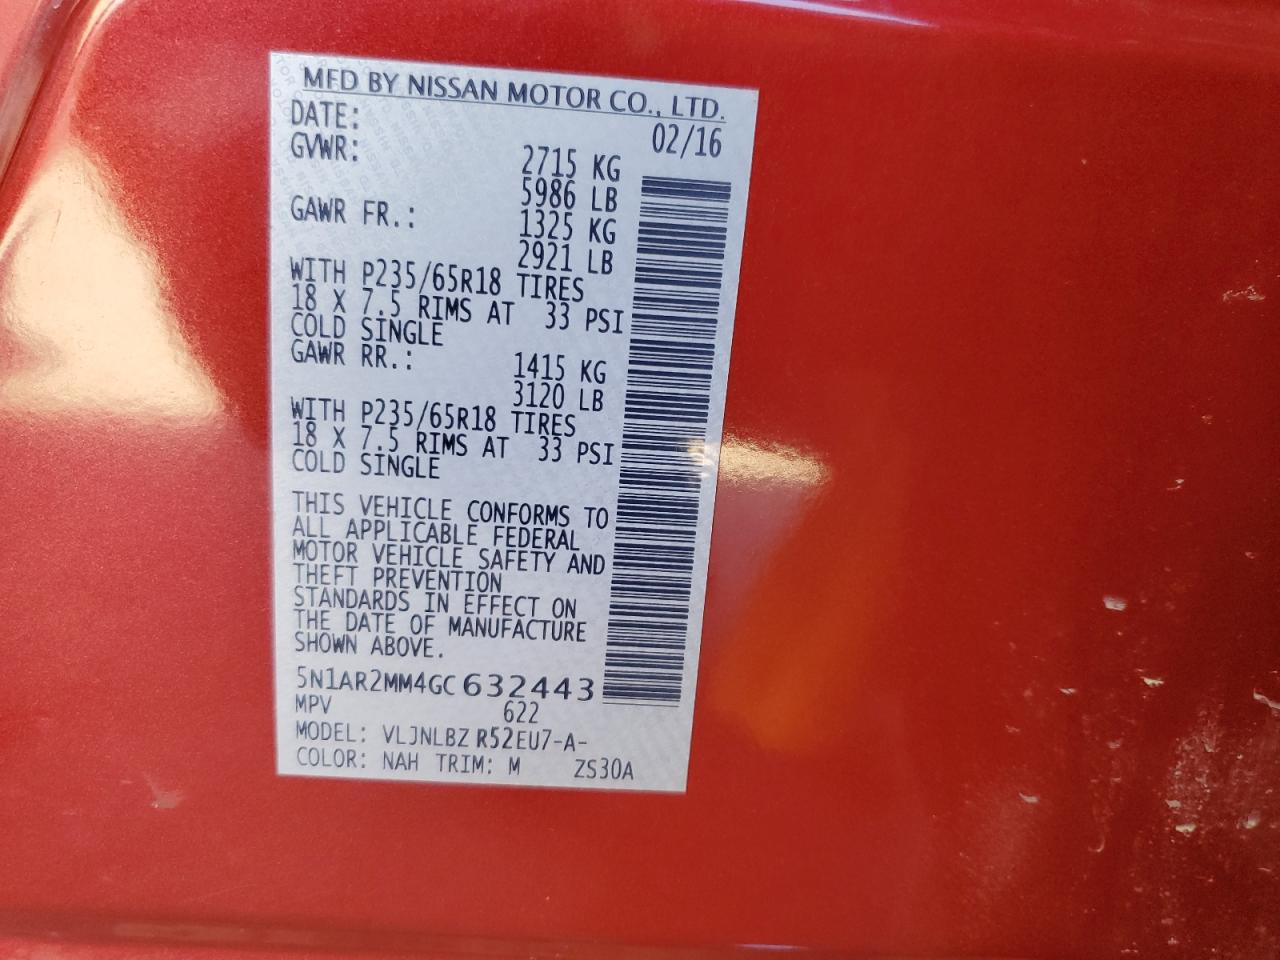 MFD BY NISSAN MOTOR CO., LTD.
DATE: 02/16
GVWR: 2715 KG
5986 LB
GAWR FR.: 1325 KG
2921 LB
WITH P235/65R18 TIRES
18 X 7.5 RIMS AT 33 PSI
COLD SINGLE
GAWR RR.: 1415 KG
3120 LB
WITH P235/65R18 TIRES
18 X 7.5 RIMS AT 33 PSI
COLD SINGLE
THIS VEHICLE CONFORMS TO
ALL APPLICABLE FEDERAL
MOTOR VEHICLE SAFETY AND
THEFT PREVENTION
STANDARDS IN EFFECT ON
THE DATE OF MANUFACTURE
SHOWN ABOVE.
5N1AR2MM4GC632443
MPV 622
MODEL: VLJNLBZ R52EU7-A-
COLOR: NAH TRIM: M ZS30A